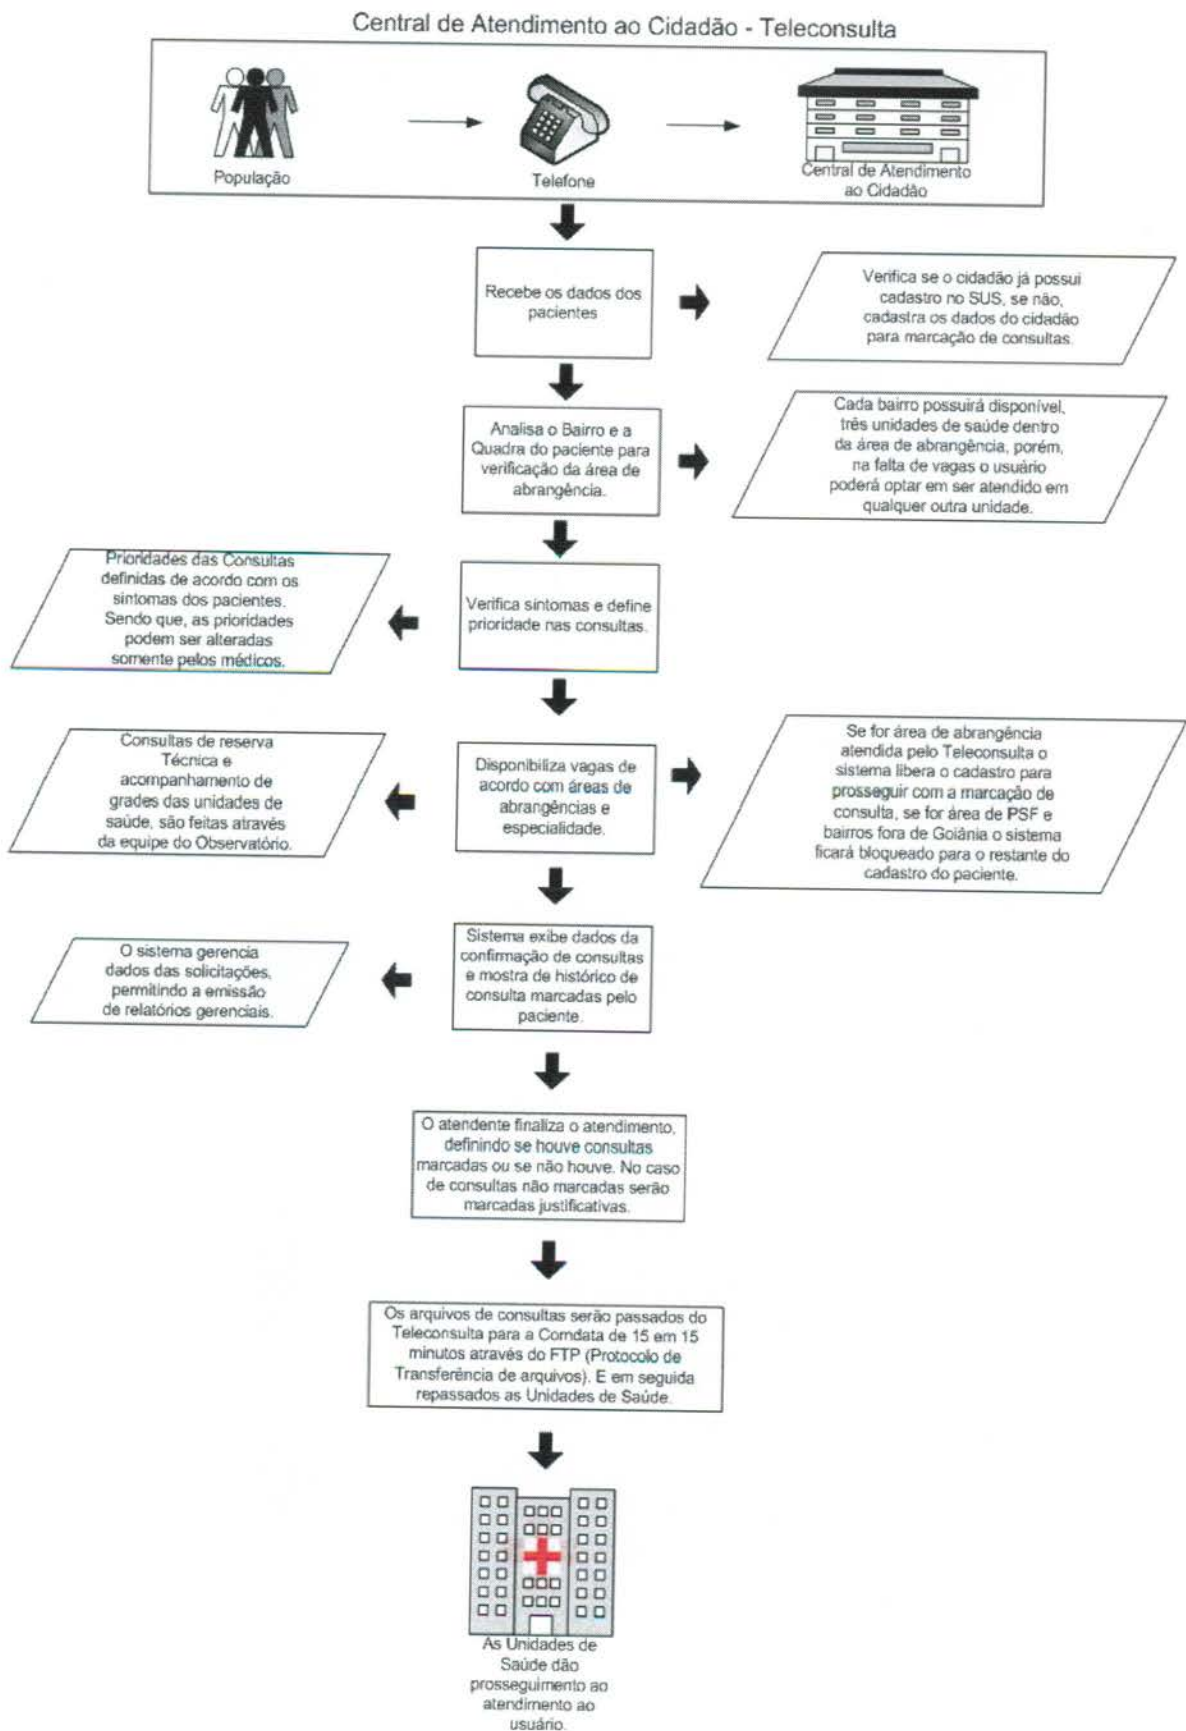 Central de Atendimento ao Cidadão - Teleconsulta
População
Telefone
Central de Atendimento
ao Cidadão
Recebe os dados dos
pacientes
Verifica se o cidadão já possui
cadastro no SUS, se não,
cadastra os dados do cidadão
para marcação de consultas.
Analisa o Bairro e a
Quadra do paciente para
verificação da área de
abrangência.
Cada bairro possuirá disponível,
três unidades de saúde dentro
da área de abrangência, porém,
na falta de vagas o usuário
poderá optar em ser atendido em
qualquer outra unidade.
Prioridades das Consultas
definidas de acordo com os
sintomas dos pacientes.
Sendo que, as prioridades
podem ser alteradas
somente pelos médicos.
Verifica sintomas e define
prioridade nas consultas.
Consultas de reserva
Técnica e
acompanhamento de
grades das unidades de
saúde, são feitas através
da equipe do Observatório.
Disponibiliza vagas de
acordo com áreas de
abrangências e
especialidade.
Se for área de abrangência
atendida pelo Teleconsulta o
sistema libera o cadastro para
prosseguir com a marcação de
consulta, se for área de PSF e
bairros fora de Goiânia o sistema
ficará bloqueado para o restante do
cadastro do paciente.
O sistema gerencia
dados das solicitações,
permitindo a emissão
de relatórios gerenciais.
Sistema exibe dados da
confirmação de consultas
e mostra de histórico de
consulta marcadas pelo
paciente.
O atendente finaliza o atendimento,
definindo se houve consultas
marcadas ou se não houve. No caso
de consultas não marcadas serão
marcadas justificativas.
Os arquivos de consultas serão passados do
Teleconsulta para a Comdata de 15 em 15
minutos através do FTP (Protocolo de
Transferência de arquivos). E em seguida
repassados as Unidades de Saúde.
As Unidades de
Saúde dão
prosseguimento ao
atendimento ao
usuário.